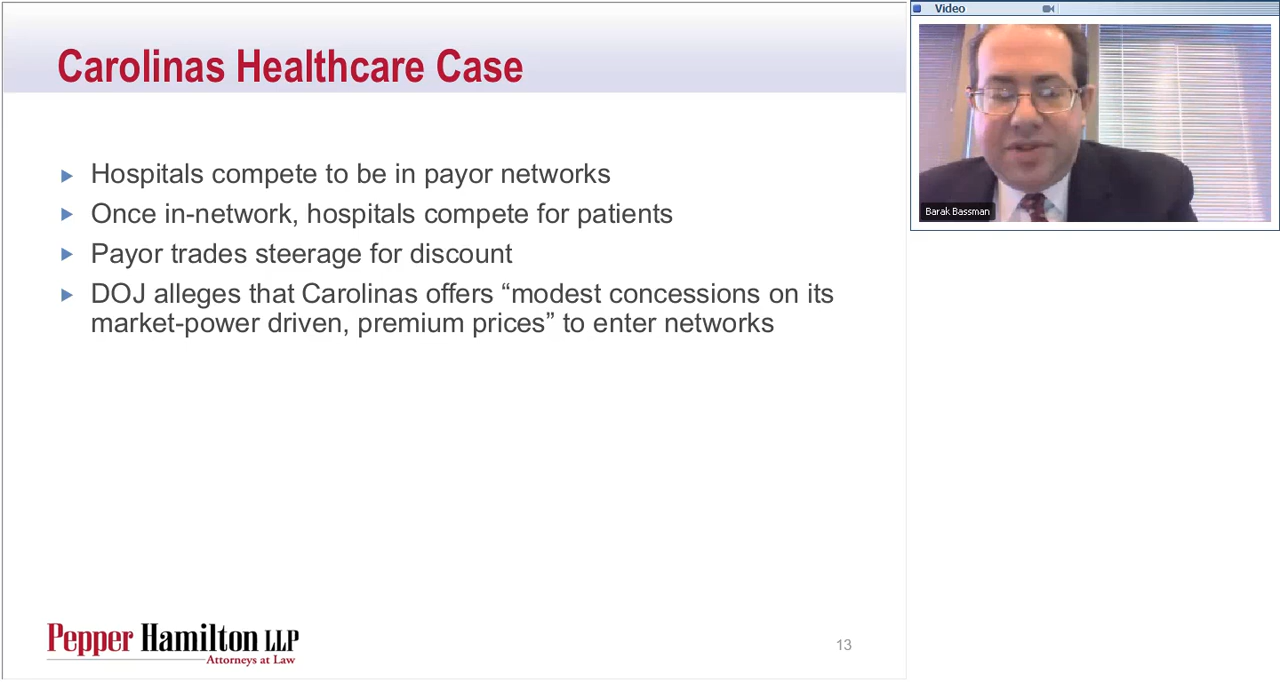 Carolinas Healthcare Case
Hospitals compete to be in payor networks
Once in-network, hospitals compete for patients
Payor trades steerage for discount
DOJ alleges that Carolinas offers “modest concessions on its
market-power driven, premium prices” to enter networks
Pepper Hamilton LLP
Attorneys at Law
13
Video
Barak Bassman